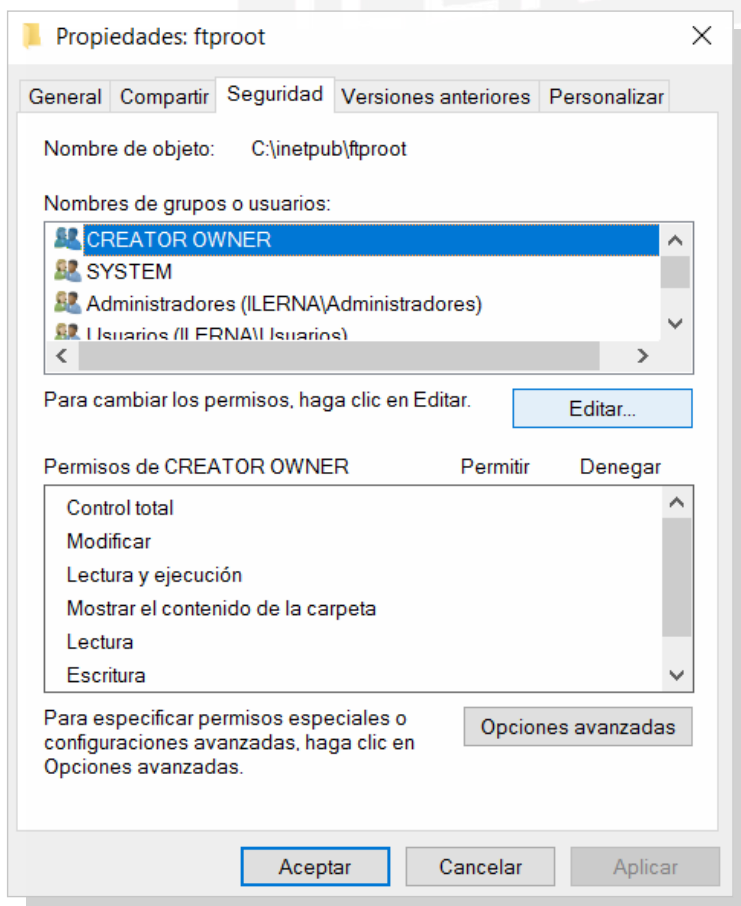 Propiedades: ftproot
General Compartir Seguridad Versiones anteriores Personalizar
Nombre de objeto: C:\inetpub\ftproot
Nombres de grupos o usuarios:
CREATOR OWNER
SYSTEM
Administradores (ILERNA\Administradores)
Usuarios (ILERNA\Usuarios)
Para cambiar los permisos, haga clic en Editar.
Editar...
Permisos de CREATOR OWNER Permitir Denegar
Control total
Modificar
Lectura y ejecución
Mostrar el contenido de la carpeta
Lectura
Escritura
Para especificar permisos especiales o
configuraciones avanzadas, haga clic en
Opciones avanzadas.
Opciones avanzadas
Aceptar Cancelar Aplicar